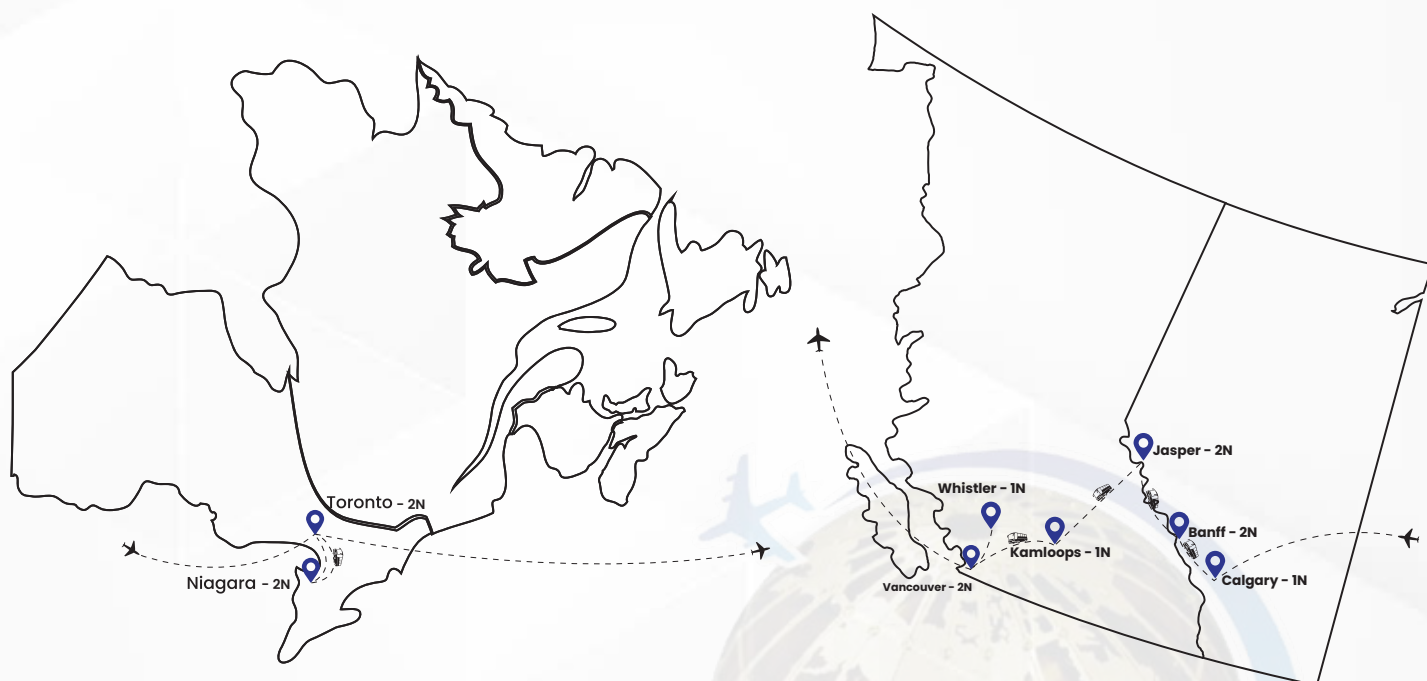 Toronto - 2N
Niagara - 2N
Jasper - 2N
Whistler - 1N
Banff - 2N
Kamloops - 1N
Calgary - 1N
Vancouver - 2N